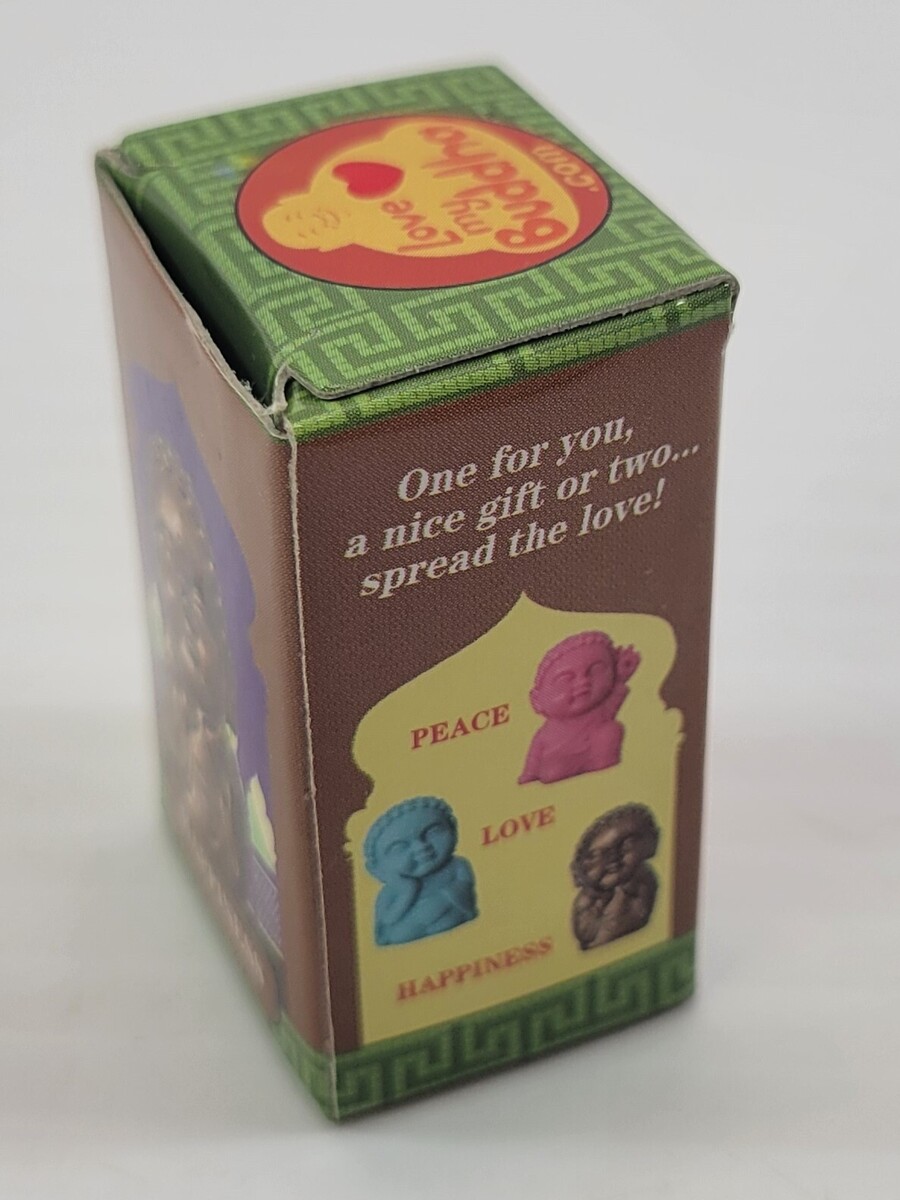 Love
my
Buddha
.com
One for you,
a nice gift or two...
spread the love!
PEACE
LOVE
HAPPINESS